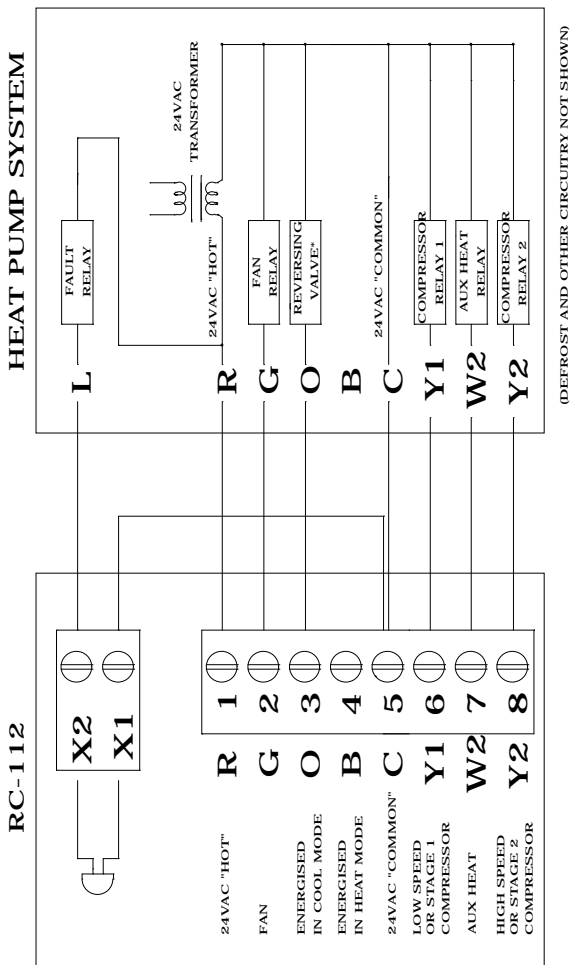 HEAT PUMP SYSTEM
24VAC
TRANSFORMER
FAULT
RELAY
24VAC "HOT"
FAN
RELAY
REVERSING
VALVE*
24VAC "COMMON"
COMPRESSOR
RELAY 1
AUX HEAT
RELAY
COMPRESSOR
RELAY 2
L
R
G
O
B
C
Y1
W2
Y2
(DEFROST AND OTHER CIRCUITRY NOT SHOWN)
RC-112
X2
X1
1
2
3
4
5
6
7
8
R
G
O
B
C
Y1
W2
Y2
24VAC "HOT"
FAN
ENERGISED
IN COOL MODE
ENERGISED
IN HEAT MODE
24VAC "COMMON"
LOW SPEED
OR STAGE 1
COMPRESSOR
AUX HEAT
HIGH SPEED
OR STAGE 2
COMPRESSOR